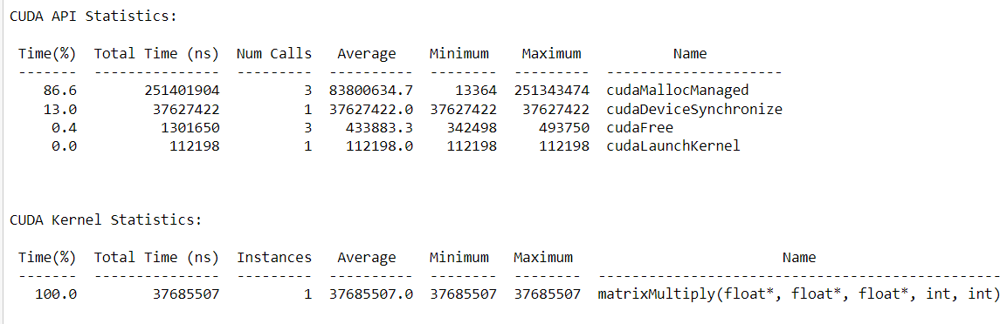 CUDA API Statistics:
Time(%)  Total Time (ns)  Num Calls   Average    Minimum    Maximum           Name
-------  ---------------  ---------  ----------  --------  ---------  ---------------------
   86.6        251401904          3  83800634.7     13364  251343474  cudaMallocManaged
   13.0         37627422          1  37627422.0  37627422   37627422  cudaDeviceSynchronize
    0.4          1301650          3    433883.3    342498     493750  cudaFree
    0.0           112198          1    112198.0    112198     112198  cudaLaunchKernel
CUDA Kernel Statistics:
Time(%)  Total Time (ns)  Instances   Average    Minimum   Maximum                         Name
-------  ---------------  ---------  ----------  --------  --------  ------------------------------------------------
  100.0         37685507          1  37685507.0  37685507  37685507  matrixMultiply(float*, float*, float*, int, int)